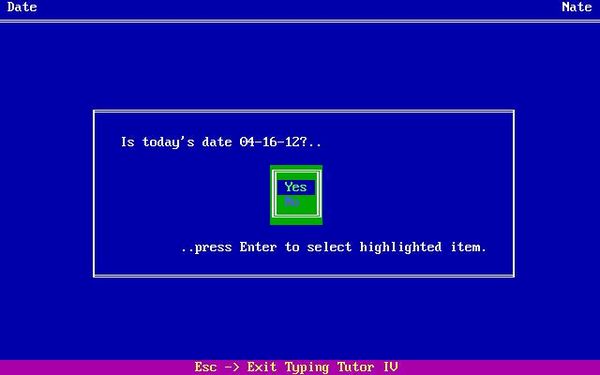 Date Nate
Is today's date 04-16-12?..
Yes
No
..press Enter to select highlighted item.
Esc -> Exit Typing Tutor IV